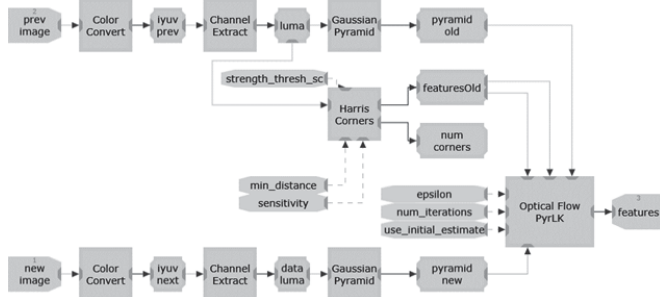 2
prev
image
Color
Convert
iyuv
prev
Channel
Extract
luma
Gaussian
Pyramid
pyramid
old
strength_thresh_sc
Harris
Corners
featuresOld
num
corners
min_distance
sensitivity
epsilon
num_iterations
use_initial_estimate
Optical Flow
PyrLK
3
features
1
new
image
Color
Convert
iyuv
next
Channel
Extract
data
luma
Gaussian
Pyramid
pyramid
new